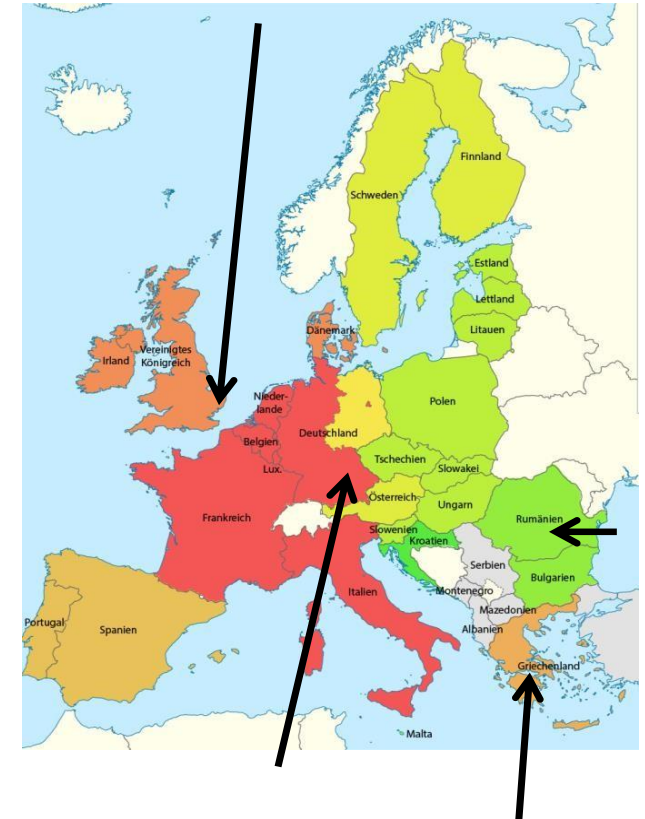 Finnland
Schweden
Estland
Lettland
Litauen
Dänemark
Irland
Vereinigtes
Königreich
Nieder-
lande
Polen
Deutschland
Belgien
Tschechien
Lux.
Slowakei
Österreich
Ungarn
Frankreich
Rumänien
Slowenien
Kroatien
Serbien
Bulgarien
Italien
Montenegro
Mazedonien
Portugal
Spanien
Albanien
Griechenland
Malta